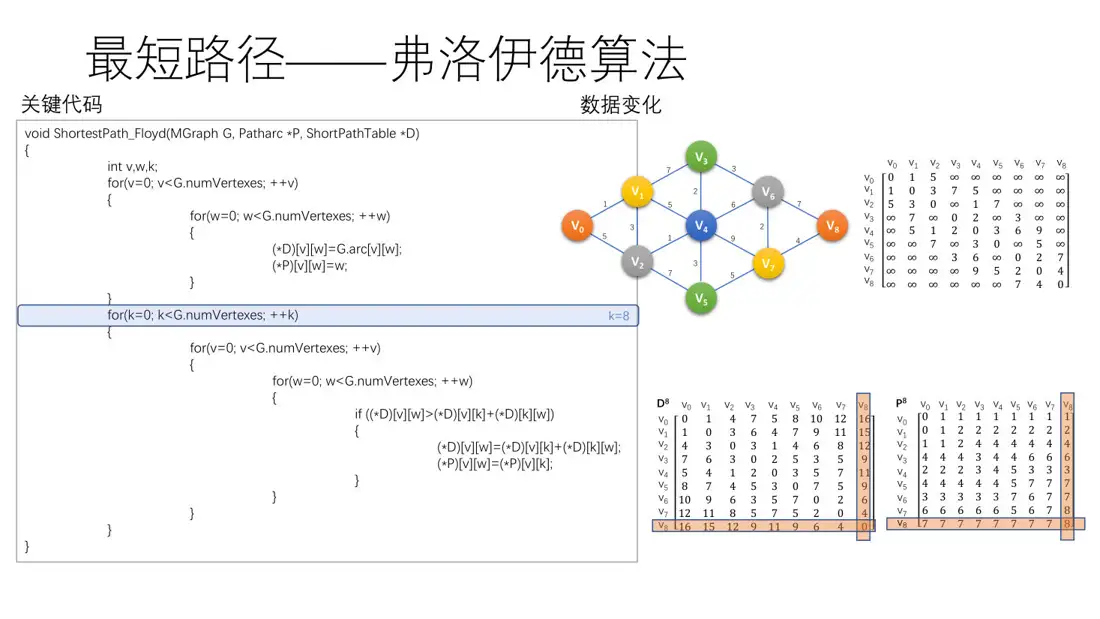 最短路径——弗洛伊德算法
关键代码
数据变化
void ShortestPath_Floyd(MGraph G, Patharc *P, ShortPathTable *D)
{
int v,w,k;
for(v=0; v<G.numVertexes; ++v)
{
for(w=0; w<G.numVertexes; ++w)
{
(*D)[v][w]=G.arc[v][w];
(*P)[v][w]=w;
}
}
for(k=0; k<G.numVertexes; ++k)
k=8
{
for(v=0; v<G.numVertexes; ++v)
{
for(w=0; w<G.numVertexes; ++w)
{
if ((*D)[v][w]>(*D)[v][k]+(*D)[k][w])
{
(*D)[v][w]=(*D)[v][k]+(*D)[k][w];
(*P)[v][w]=(*P)[v][k];
}
}
}
}
}
V3
7 3
V1 2 V6
1 5 6 7
V0 3 V4 2 V8
5 1 9 4
V2 3 V7
7 5
V5
v0 v1 v2 v3 v4 v5 v6 v7 v8
v0 0 1 5 ∞ ∞ ∞ ∞ ∞ ∞
v1 1 0 3 7 5 ∞ ∞ ∞ ∞
v2 5 3 0 ∞ 1 7 ∞ ∞ ∞
v3 ∞ 7 ∞ 0 2 ∞ 3 ∞ ∞
v4 ∞ 5 1 2 0 3 6 9 ∞
v5 ∞ ∞ 7 ∞ 3 0 ∞ 5 ∞
v6 ∞ ∞ ∞ 3 6 ∞ 0 2 7
v7 ∞ ∞ ∞ ∞ 9 5 2 0 4
v8 ∞ ∞ ∞ ∞ ∞ ∞ 7 4 0
D8 v0 v1 v2 v3 v4 v5 v6 v7 v8
v0 0 1 4 7 5 8 10 12 16
v1 1 0 3 6 4 7 9 11 15
v2 4 3 0 3 1 4 6 8 12
v3 7 6 3 0 2 5 3 5 9
v4 5 4 1 2 0 3 5 7 11
v5 8 7 4 5 3 0 7 5 9
v6 10 9 6 3 5 7 0 2 6
v7 12 11 8 5 7 5 2 0 4
v8 16 15 12 9 11 9 6 4 0
P8 v0 v1 v2 v3 v4 v5 v6 v7 v8
v0 0 1 1 1 1 1 1 1 1
v1 0 1 2 2 2 2 2 2 2
v2 1 1 2 4 4 4 4 4 4
v3 4 4 4 3 4 4 6 6 6
v4 2 2 2 3 4 5 3 3 3
v5 4 4 4 4 4 5 7 7 7
v6 3 3 3 3 3 7 6 7 7
v7 6 6 6 6 6 5 6 7 8
v8 7 7 7 7 7 7 7 7 8